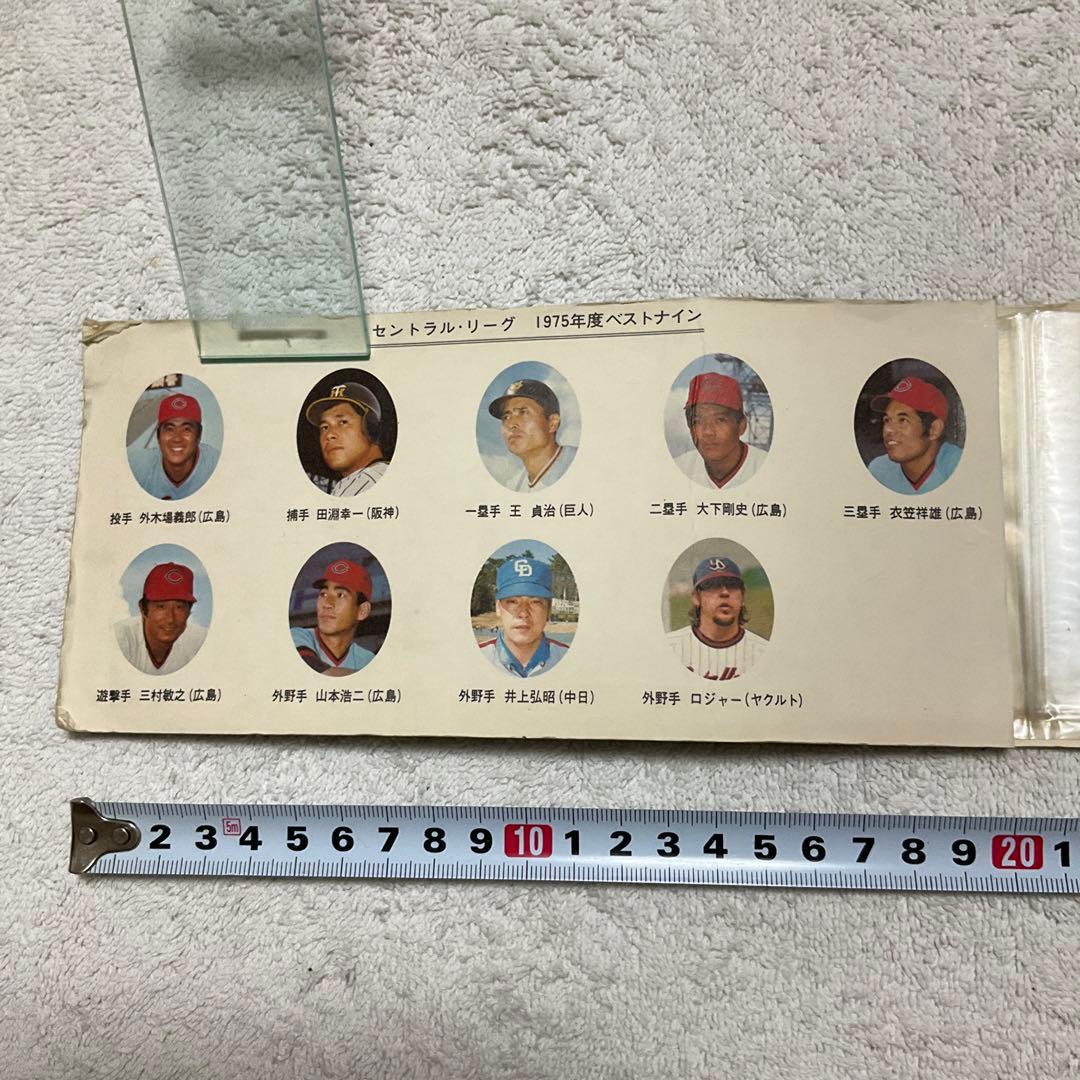 セントラル・リーグ 1975年度ベストナイン
投手 外木場義郎(広島)
捕手 田淵幸一(阪神)
一塁手 王 貞治(巨人)
二塁手 大下剛史(広島)
三塁手 衣笠祥雄(広島)
遊撃手 三村敏之(広島)
外野手 山本浩二(広島)
外野手 井上弘昭(中日)
外野手 ロジャー(ヤクルト)
2 3 5m 4 5 6 7 8 9 10 1 2 3 4 5 6 7 8 9 20 1